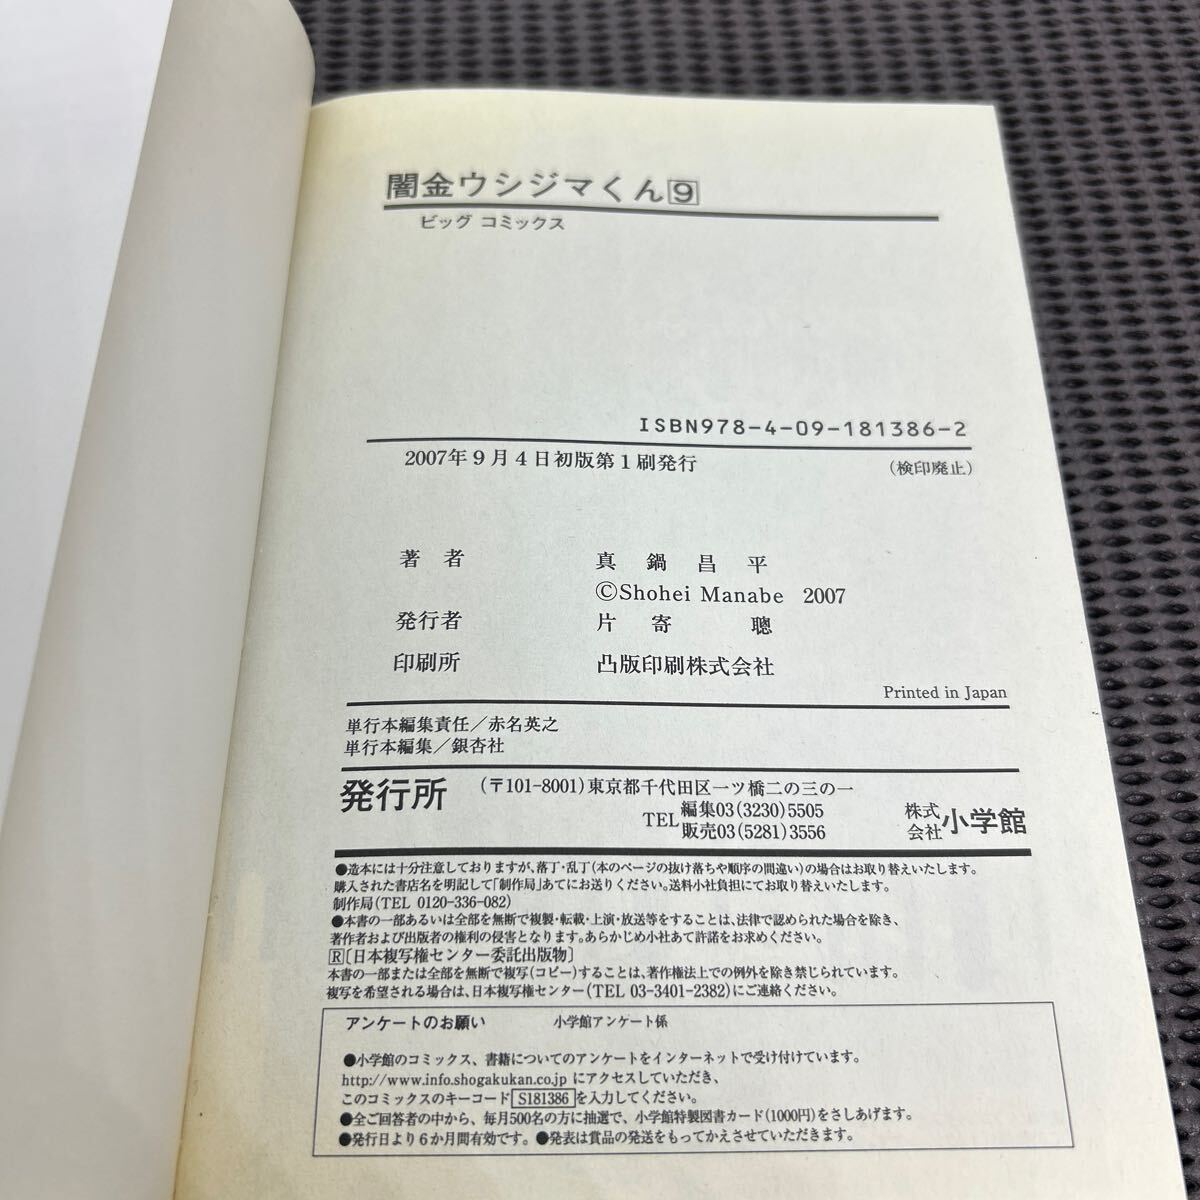 闇金ウシジマくん9
ビッグ コミックス
ISBN978-4-09-181386-2
2007年9月4日初版第1刷発行 (検印廃止)
著者 真鍋昌平
©Shohei Manabe 2007
発行者 片寄聰
印刷所 凸版印刷株式会社
Printed in Japan
単行本編集責任/赤名英之
単行本編集/銀杏社
発行所 (〒101-8001)東京都千代田区一ツ橋二の三の一
TEL 編集03(3230)5505
販売03(5281)3556
株式会社 小学館
●造本には十分注意しておりますが、落丁・乱丁(本のページの抜け落ちや順序の間違い)の場合はお取り替えいたします。
購入された書店名を明記して「制作局」あてにお送りください。送料小社負担にてお取り替えいたします。
制作局(TEL 0120-336-082)
●本書の一部あるいは全部を無断で複製・転載・上演・放送等をすることは、法律で認められた場合を除き、
著作者および出版者の権利の侵害となります。あらかじめ小社あて許諾をお求めください。
R[日本複写権センター委託出版物]
本書の一部または全部を無断で複写(コピー)することは、著作権法上での例外を除き禁じられています。
複写を希望される場合は、日本複写権センター(TEL 03-3401-2382)にご連絡ください。
アンケートのお願い 小学館アンケート係
●小学館のコミックス、書籍についてのアンケートをインターネットで受け付けています。
http://www.info.shogakukan.co.jp にアクセスしていただき、
このコミックスのキーコード S181386 を入力してください。
●全ご回答者の中から、毎月500名の方に抽選で、小学館特製図書カード(1000円)をさしあげます。
●発行日より6か月間有効です。●発表は賞品の発送をもってかえさせていただきます。